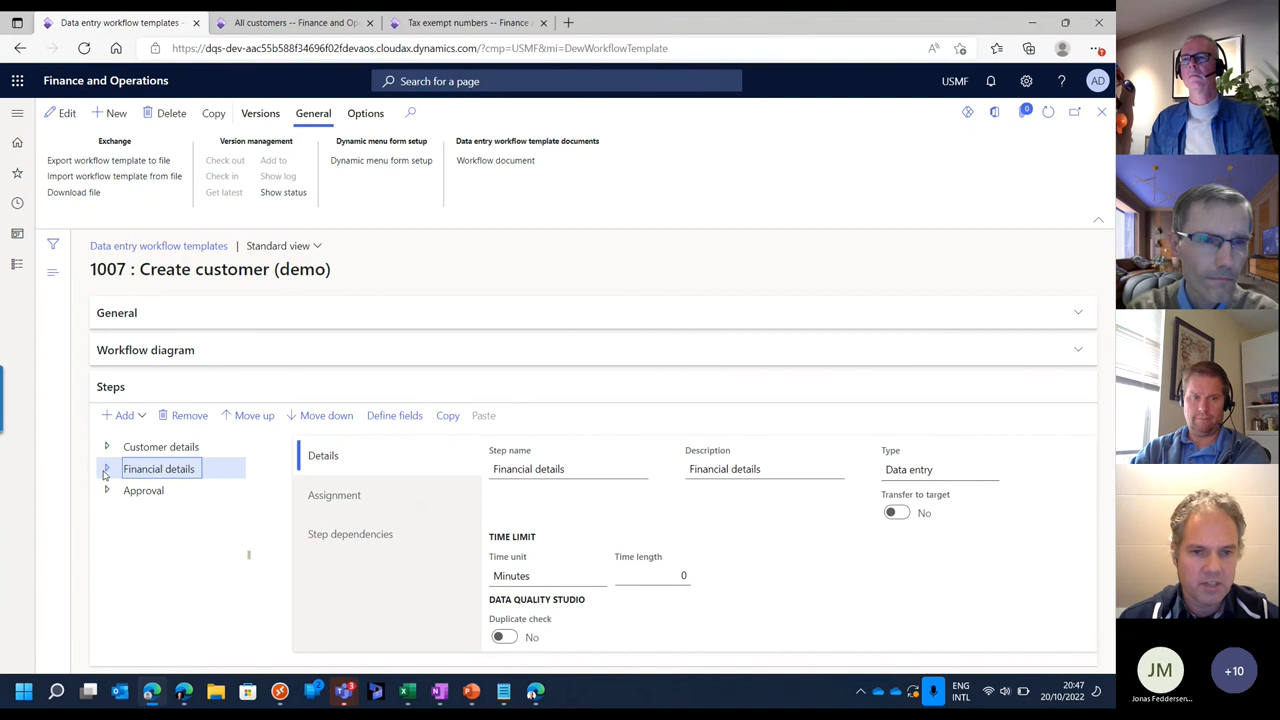 Data entry workflow templates -
All customers -- Finance and Op
Tax exempt numbers -- Finance
https://dqs-dev-aac55b588f34696f02fdevaos.cloudax.dynamics.com/?cmp=USMF&mi=DewWorkflowTemplate
Finance and Operations
Search for a page
USMF
AD
Edit
New
Delete
Copy
Versions
General
Options
0
Exchange
Version management
Dynamic menu form setup
Data entry workflow template documents
Export workflow template to file
Check out
Add to
Dynamic menu form setup
Workflow document
Import workflow template from file
Check in
Show log
Download file
Get latest
Show status
Data entry workflow templates
Standard view
1007 : Create customer (demo)
General
Workflow diagram
Steps
Add
Remove
Move up
Move down
Define fields
Copy
Paste
Customer details
Financial details
Approval
Details
Assignment
Step dependencies
Step name
Description
Type
Financial details
Financial details
Data entry
Transfer to target
No
TIME LIMIT
Time unit
Time length
Minutes
0
DATA QUALITY STUDIO
Duplicate check
No
JM
+10
Jonas Feddersen...
3
ENG
INTL
20:47
20/10/2022